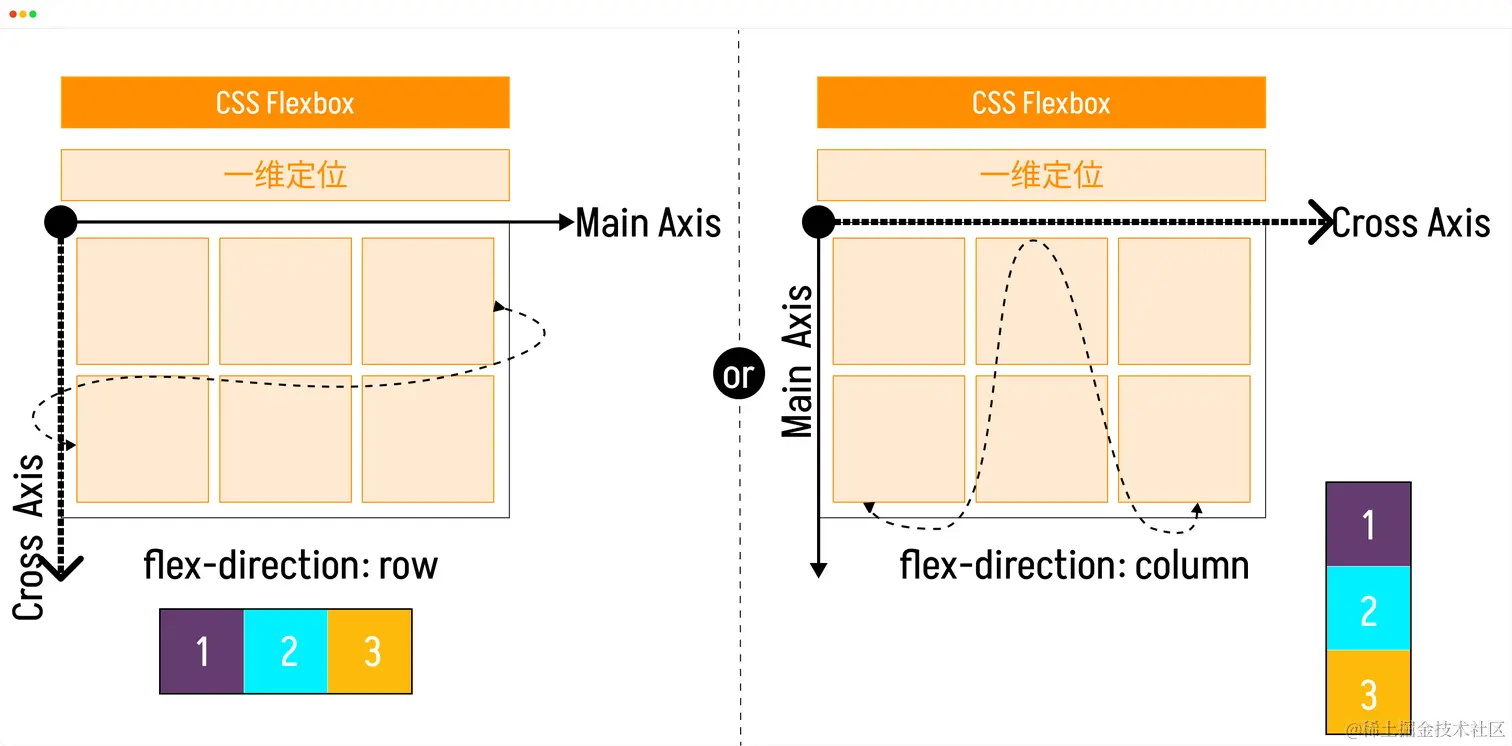 CSS Flexbox
一维定位
Main Axis
Cross Axis
flex-direction: row
1 2 3
or
CSS Flexbox
一维定位
Cross Axis
Main Axis
flex-direction: column
1
2
3
@稀土掘金技术社区